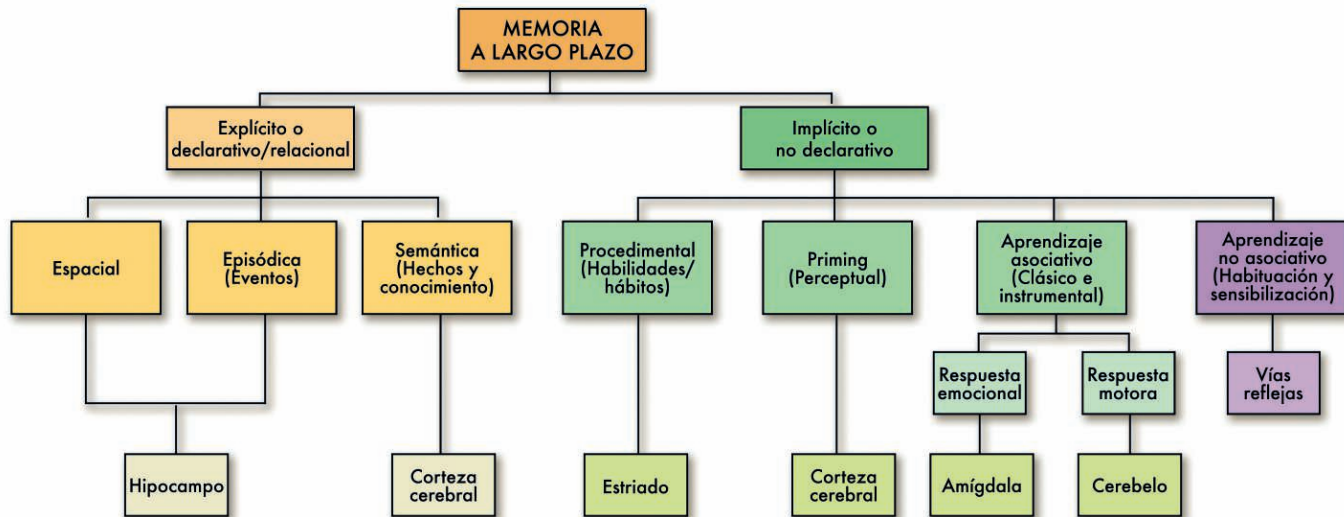 MEMORIA
A LARGO PLAZO
Explícito o
declarativo/relacional
Implícito o
no declarativo
Espacial
Episódica
(Eventos)
Semántica
(Hechos y
conocimiento)
Procedimental
(Habilidades/
hábitos)
Priming
(Perceptual)
Aprendizaje
asociativo
(Clásico e
instrumental)
Aprendizaje
no asociativo
(Habituación y
sensibilización)
Respuesta
emocional
Respuesta
motora
Vías
reflejas
Hipocampo
Corteza
cerebral
Estriado
Corteza
cerebral
Amígdala
Cerebelo